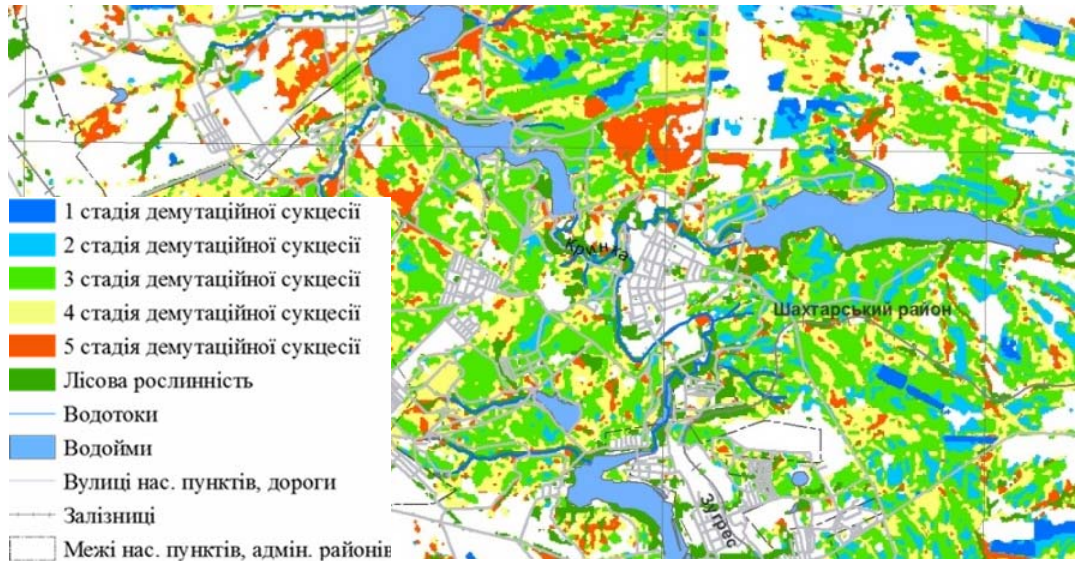 1 стадія демутаційної сукцесії
2 стадія демутаційної сукцесії
3 стадія демутаційної сукцесії
4 стадія демутаційної сукцесії
5 стадія демутаційної сукцесії
Лісова рослинність
Водотоки
Водойми
Вулиці нас. пунктів, дороги
Залізниці
Межі нас. пунктів, адмін. районів
Шахтарський район
Зугрес